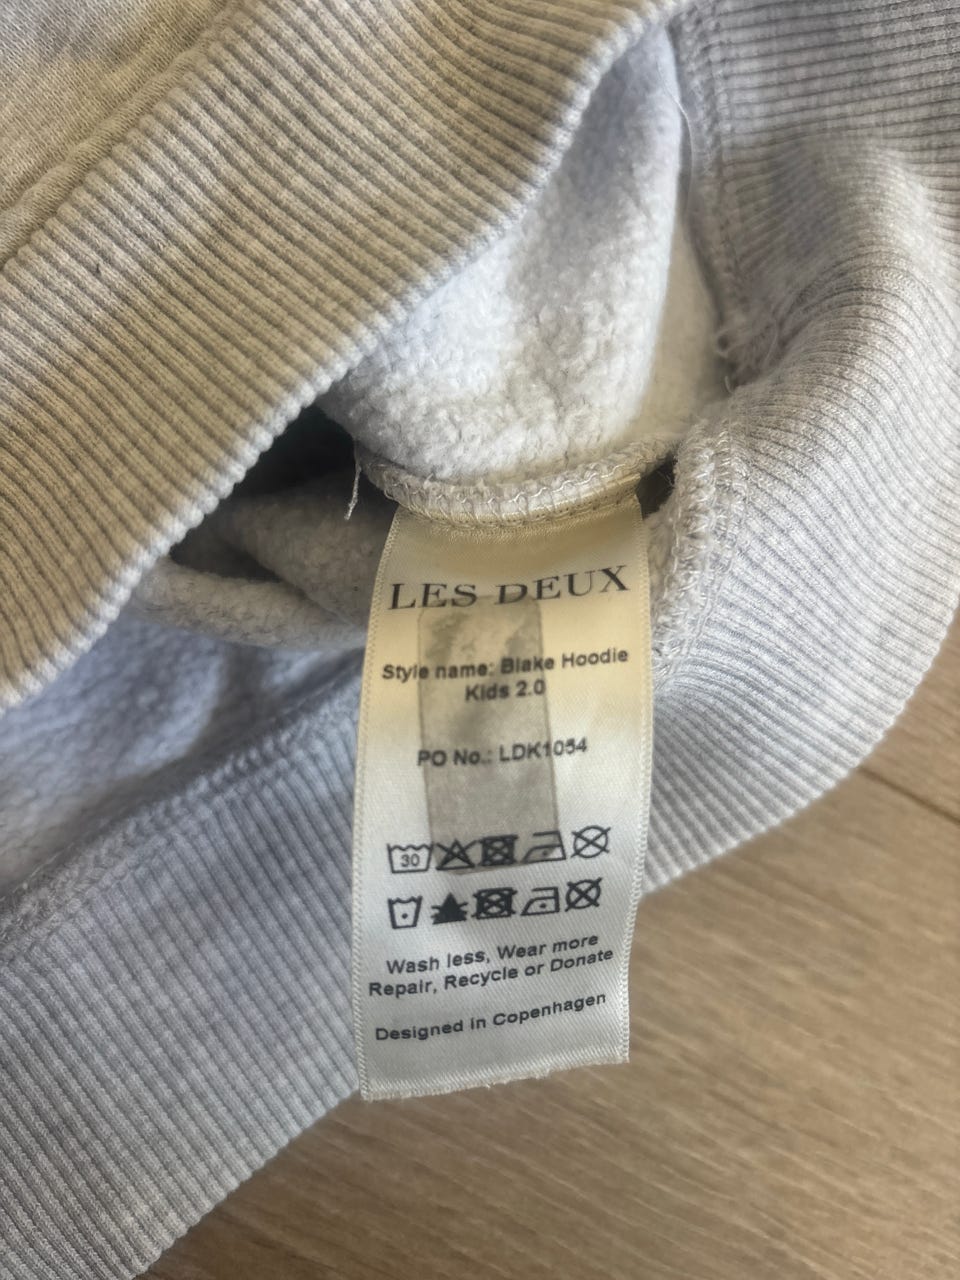 LES DEUX
Style name: Blake Hoodie
Kids 2.0
PO No.: LDK1054
30
Wash less, Wear more
Repair, Recycle or Donate
Designed in Copenhagen